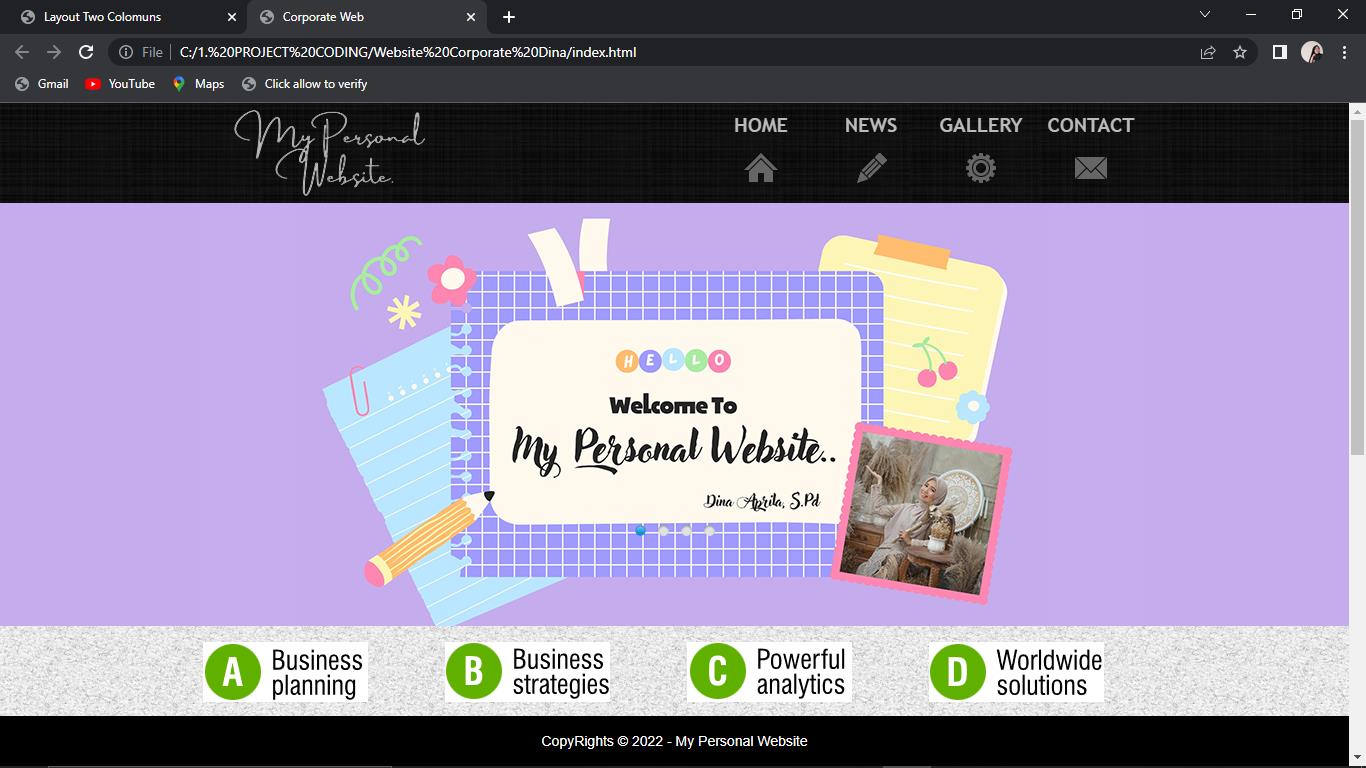 Layout Two Colomuns
Corporate Web
File
C:/1.%20PROJECT%20CODING/Website%20Corporate%20Dina/index.html
Gmail
YouTube
Maps
Click allow to verify
My Personal
Website.
HOME
NEWS
GALLERY
CONTACT
HELLO
Welcome To
My Personal Website..
Dina Aprita, S.Pd
A
Business
planning
B
Business
strategies
C
Powerful
analytics
D
Worldwide
solutions
CopyRights © 2022 - My Personal Website